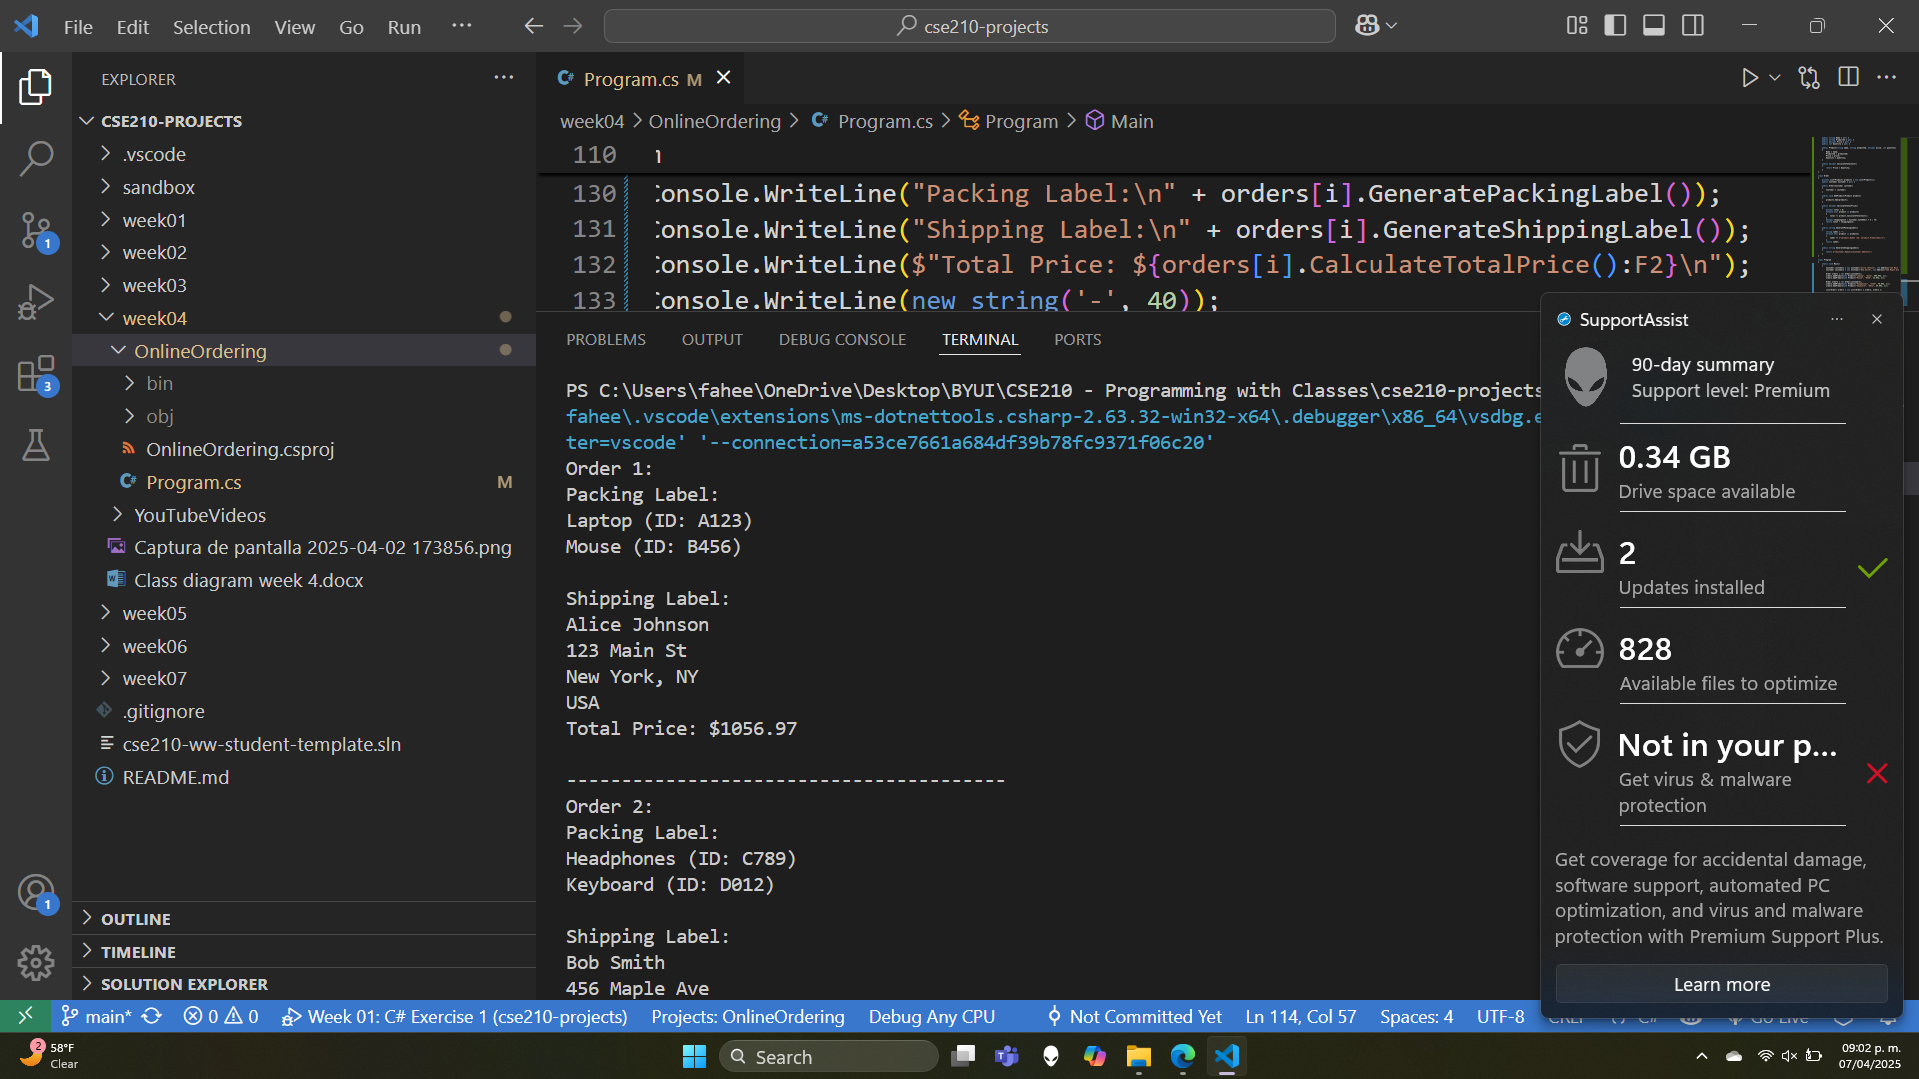 File Edit Selection View Go Run ···
cse210-projects
EXPLORER
CSE210-PROJECTS
.vscode
sandbox
week01
week02
week03
week04
OnlineOrdering
bin
obj
OnlineOrdering.csproj
Program.cs M
YouTubeVideos
Captura de pantalla 2025-04-02 173856.png
Class diagram week 4.docx
week05
week06
week07
.gitignore
cse210-ww-student-template.sln
README.md
OUTLINE
TIMELINE
SOLUTION EXPLORER
1
3
1
Program.cs M
week04 > OnlineOrdering > Program.cs > Program > Main
110
130 Console.WriteLine("Packing Label:\n" + orders[i].GeneratePackingLabel());
131 Console.WriteLine("Shipping Label:\n" + orders[i].GenerateShippingLabel());
132 Console.WriteLine($"Total Price: ${orders[i].CalculateTotalPrice():F2}\n");
133 Console.WriteLine(new string('-', 40));
PROBLEMS OUTPUT DEBUG CONSOLE TERMINAL PORTS
PS C:\Users\fahee\OneDrive\Desktop\BYUI\CSE210 - Programming with Classes\cse210-projects
fahee\.vscode\extensions\ms-dotnettools.csharp-2.63.32-win32-x64\.debugger\x86_64\vsdbg.e
ter=vscode' '--connection=a53ce7661a684df39b78fc9371f06c20'
Order 1:
Packing Label:
Laptop (ID: A123)
Mouse (ID: B456)
Shipping Label:
Alice Johnson
123 Main St
New York, NY
USA
Total Price: $1056.97
----------------------------------------
Order 2:
Packing Label:
Headphones (ID: C789)
Keyboard (ID: D012)
Shipping Label:
Bob Smith
456 Maple Ave
SupportAssist
90-day summary
Support level: Premium
0.34 GB
Drive space available
2
Updates installed
828
Available files to optimize
Not in your p...
Get virus & malware
protection
Get coverage for accidental damage,
software support, automated PC
optimization, and virus and malware
protection with Premium Support Plus.
Learn more
main* 0 0 Week 01: C# Exercise 1 (cse210-projects) Projects: OnlineOrdering Debug Any CPU Not Committed Yet Ln 114, Col 57 Spaces: 4 UTF-8 CRLF C# Go Live
2
58°F
Clear
Search
09:02 p. m.
07/04/2025